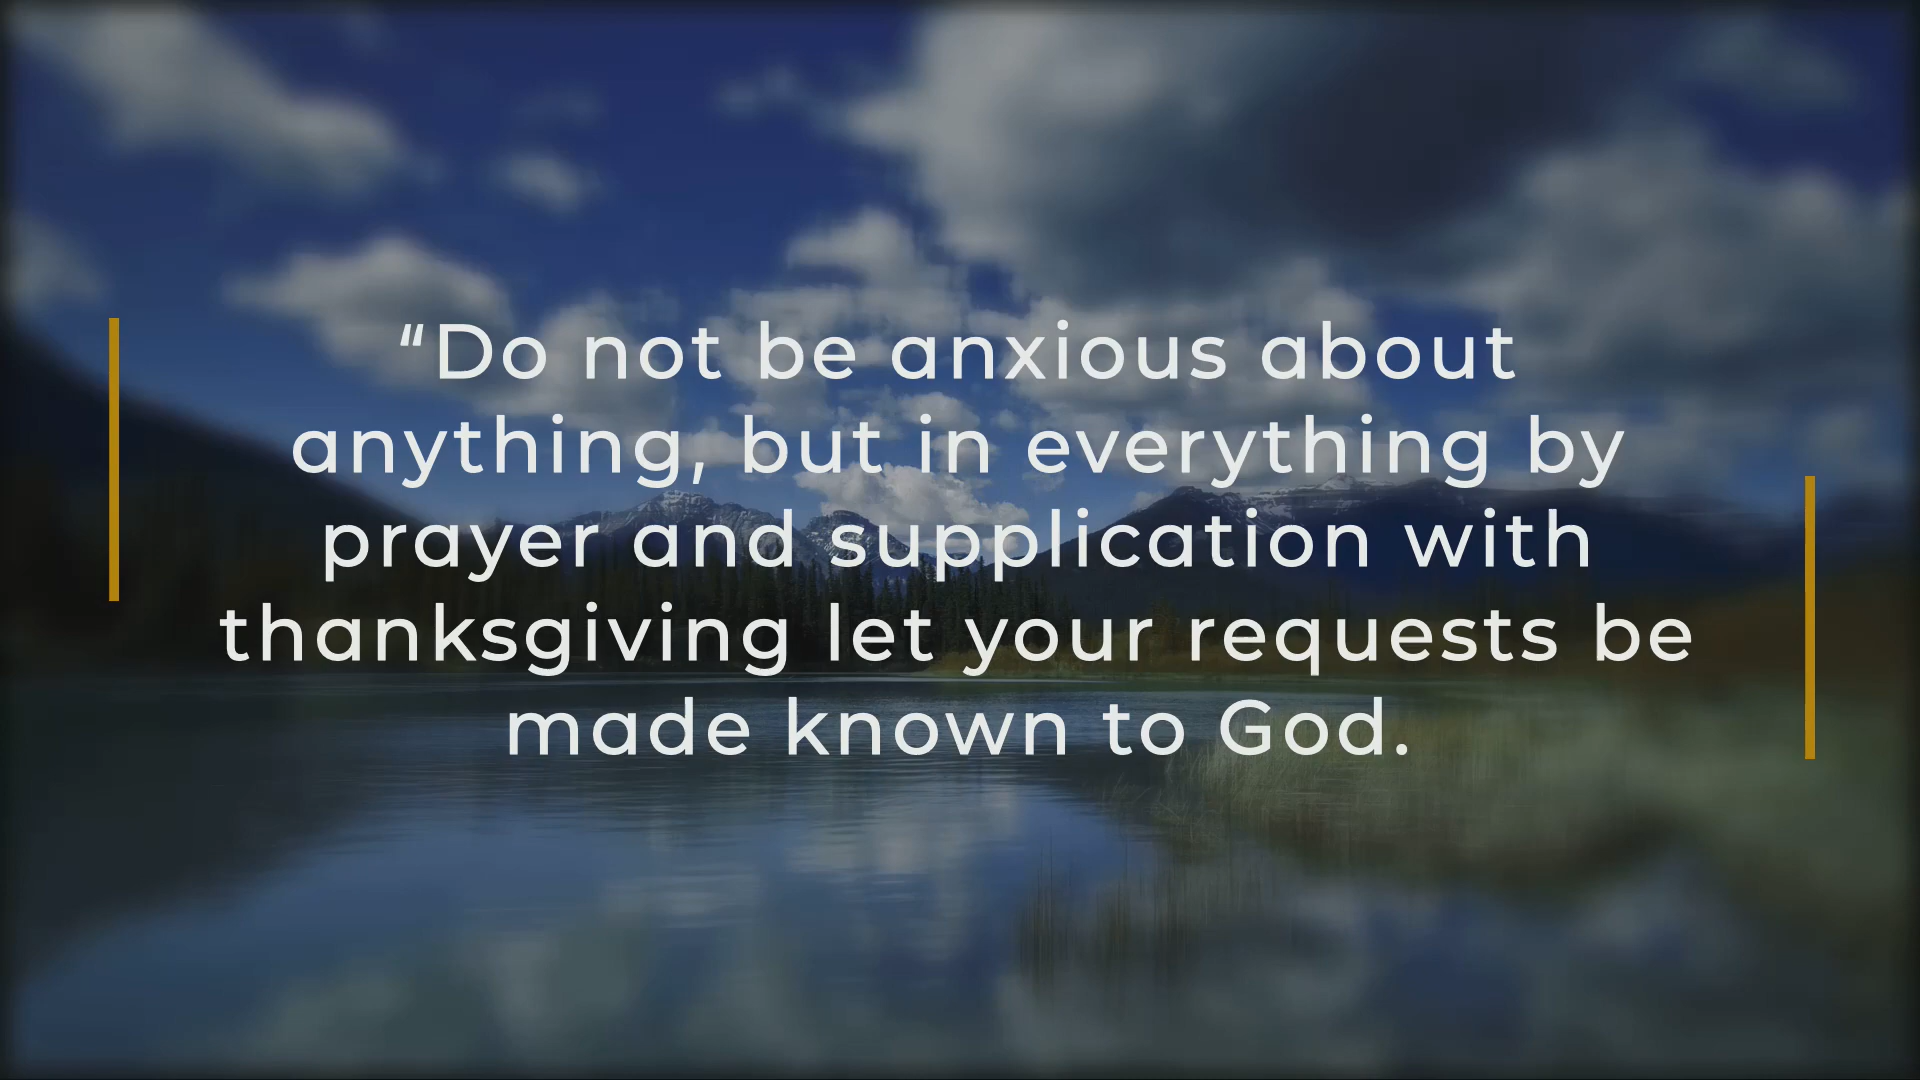 “Do not be anxious about
anything, but in everything by
prayer and supplication with
thanksgiving let your requests be
made known to God.